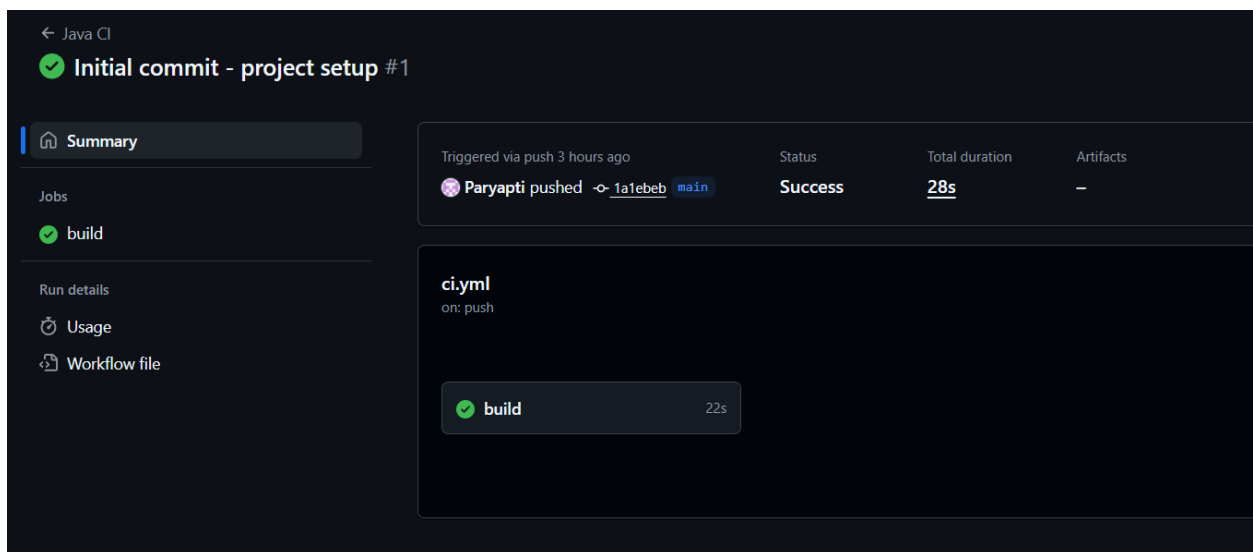 ← Java CI
Initial commit - project setup #1
Summary
Jobs
build
Run details
Usage
Workflow file
Triggered via push 3 hours ago
Paryapti pushed 1a1ebeb main
Status
Success
Total duration
28s
Artifacts
–
ci.yml
on: push
build 22s